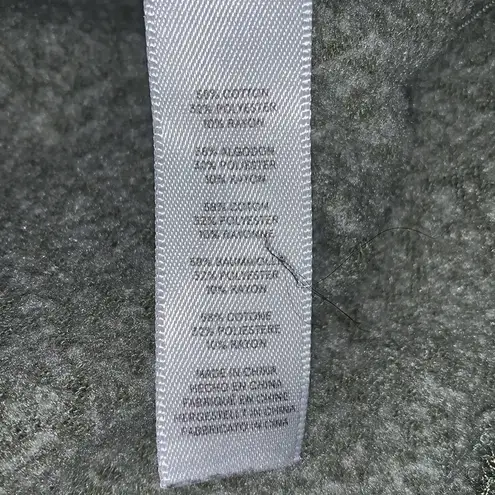 58% COTTON
32% POLYESTER
10% RAYON
58% ALGODON
32% POLIESTER
10% RAYON
58% COTON
32% POLYESTER
10% RAYONNE
58% BAUMWOLLE
32% POLYESTER
10% RAYON
58% COTONE
32% POLIESTERE
10% RAYON
MADE IN CHINA
HECHO EN CHINA
FABRIQUÉ EN CHINE
HERGESTELLT IN CHINA
FABBRICATO IN CHINA